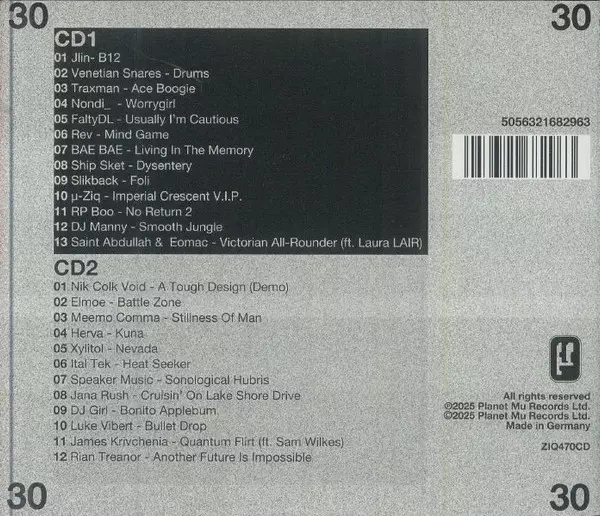 30
30
CD1
01 Jlin- B12
02 Venetian Snares - Drums
03 Traxman - Ace Boogie
04 Nondi_ - Worrygirl
05 FaltyDL - Usually I'm Cautious
06 Rev - Mind Game
07 BAE BAE - Living In The Memory
08 Ship Sket - Dysentery
09 Slikback - Foli
10 µ-Ziq - Imperial Crescent V.I.P.
11 RP Boo - No Return 2
12 DJ Manny - Smooth Jungle
13 Saint Abdullah & Eomac - Victorian All-Rounder (ft. Laura LAIR)
5056321682963
CD2
01 Nik Colk Void - A Tough Design (Demo)
02 Elmoe - Battle Zone
03 Meemo Comma - Stillness Of Man
04 Herva - Kuna
05 Xylitol - Nevada
06 Ital Tek - Heat Seeker
07 Speaker Music - Sonological Hubris
08 Jana Rush - Cruisin' On Lake Shore Drive
09 DJ Girl - Bonito Applebum
10 Luke Vibert - Bullet Drop
11 James Krivchenia - Quantum Flirt (ft. Sam Wilkes)
12 Rian Treanor - Another Future Is Impossible
µ
All rights reserved
℗2025 Planet Mu Records Ltd.
©2025 Planet Mu Records Ltd.
Made in Germany
ZIQ470CD
30
30